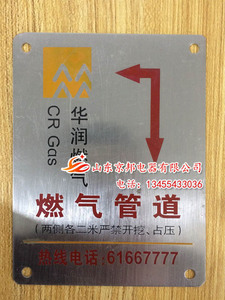 华润燃气
CR Gas
山东京邦电器有限公司
电话：13455433036
燃气管道
(两侧各二米严禁开挖、占压)
热线电话:61667777